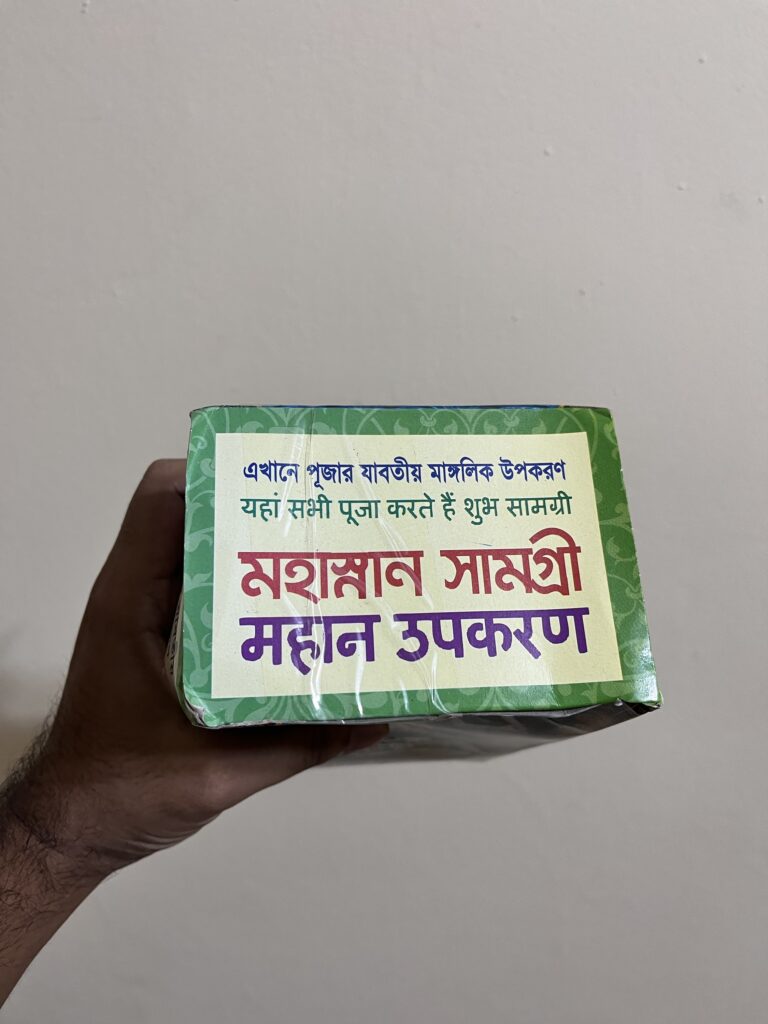 এখানে পূজার যাবতীয় মাঙ্গলিক উপকরণ
यहां सभी पूजा करते हैं शुभ सामग्री
মহাস্নান সামগ্রী
महान उपकरण